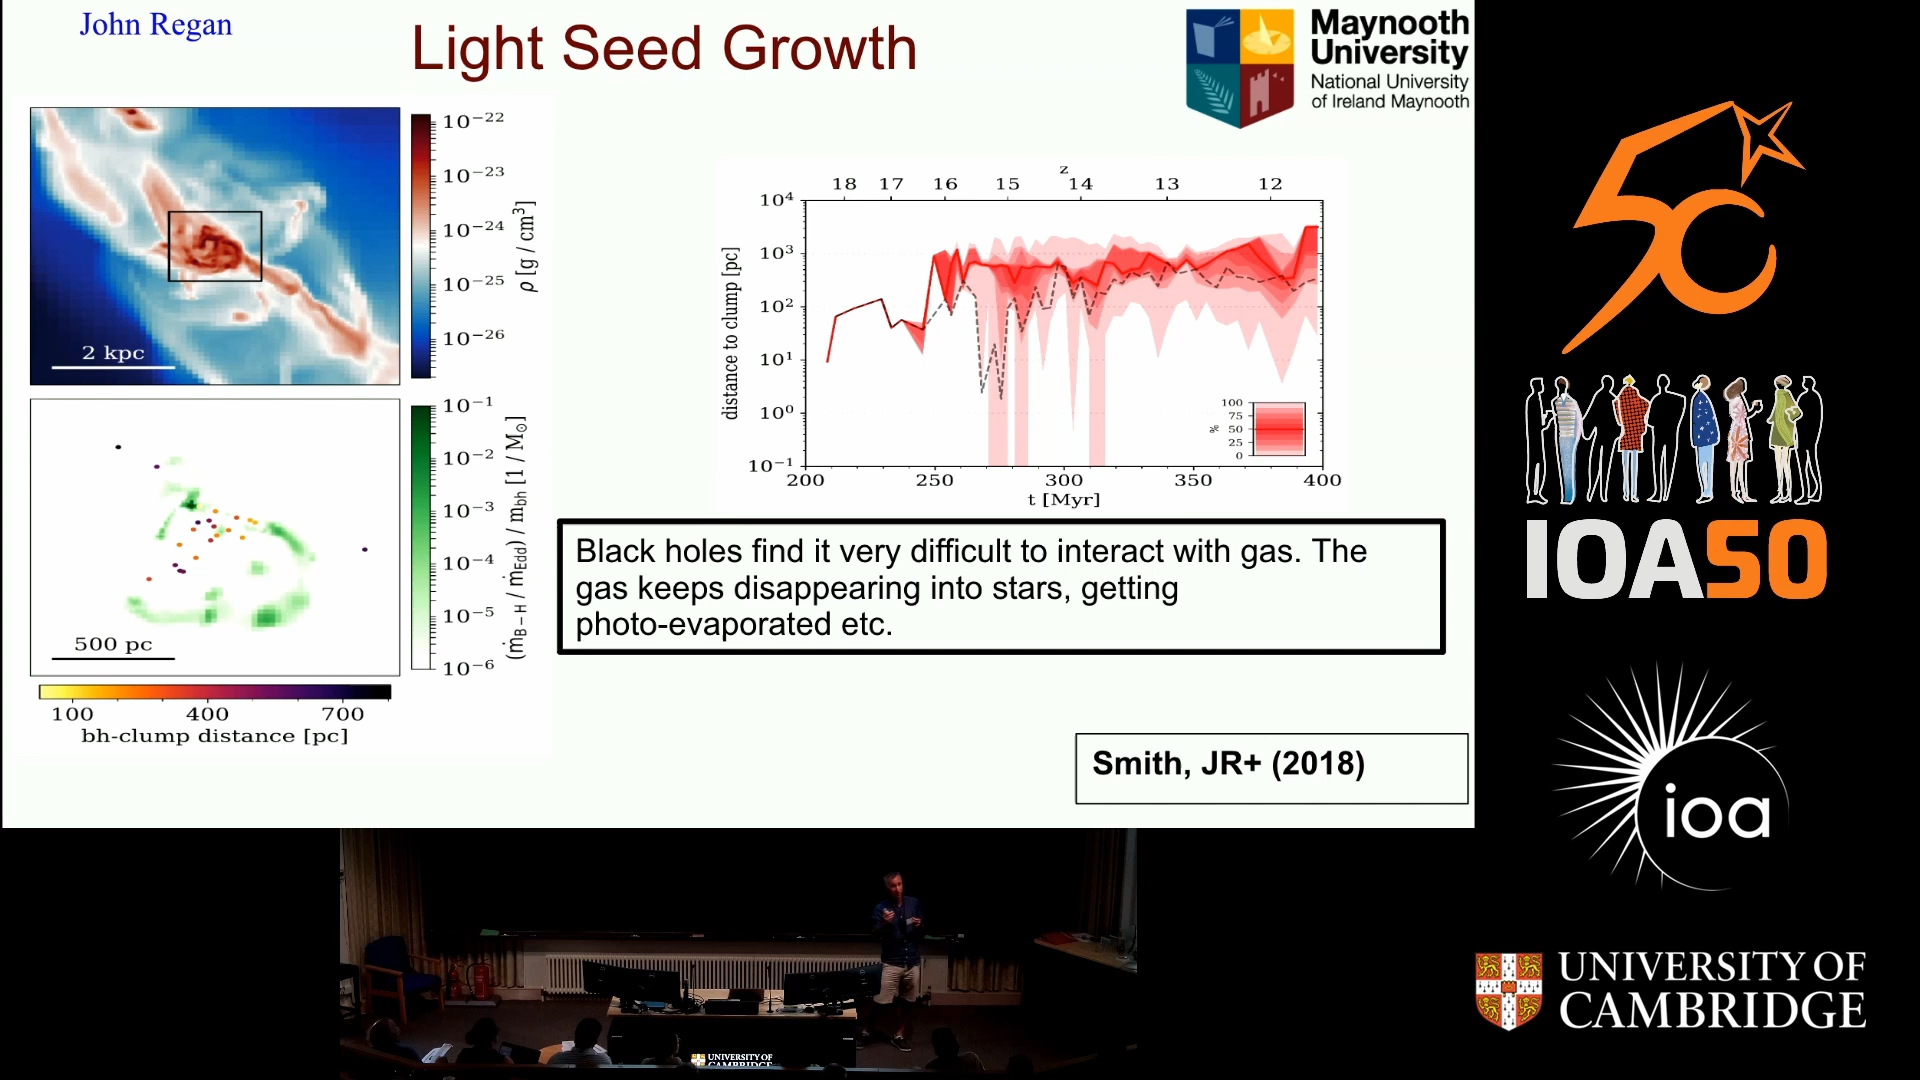 John Regan
Light Seed Growth
Maynooth
University
National University
of Ireland Maynooth
10⁻²²
10⁻²³
10⁻²⁴
10⁻²⁵
10⁻²⁶
ρ [g / cm³]
2 kpc
10⁻¹
10⁻²
10⁻³
10⁻⁴
10⁻⁵
10⁻⁶
(ṁ_B−H / ṁ_Edd) / m_bh [1 / M_⊙]
500 pc
100 400 700
bh-clump distance [pc]
z
18 17 16 15 14 13 12
10⁴
10³
10²
10¹
10⁰
10⁻¹
distance to clump [pc]
100
75
50
25
0
%
200 250 300 350 400
t [Myr]
Black holes find it very difficult to interact with gas. The
gas keeps disappearing into stars, getting
photo-evaporated etc.
Smith, JR+ (2018)
50
IOA50
ioa
UNIVERSITY OF
CAMBRIDGE
UNIVERSITY OF
CAMBRIDGE